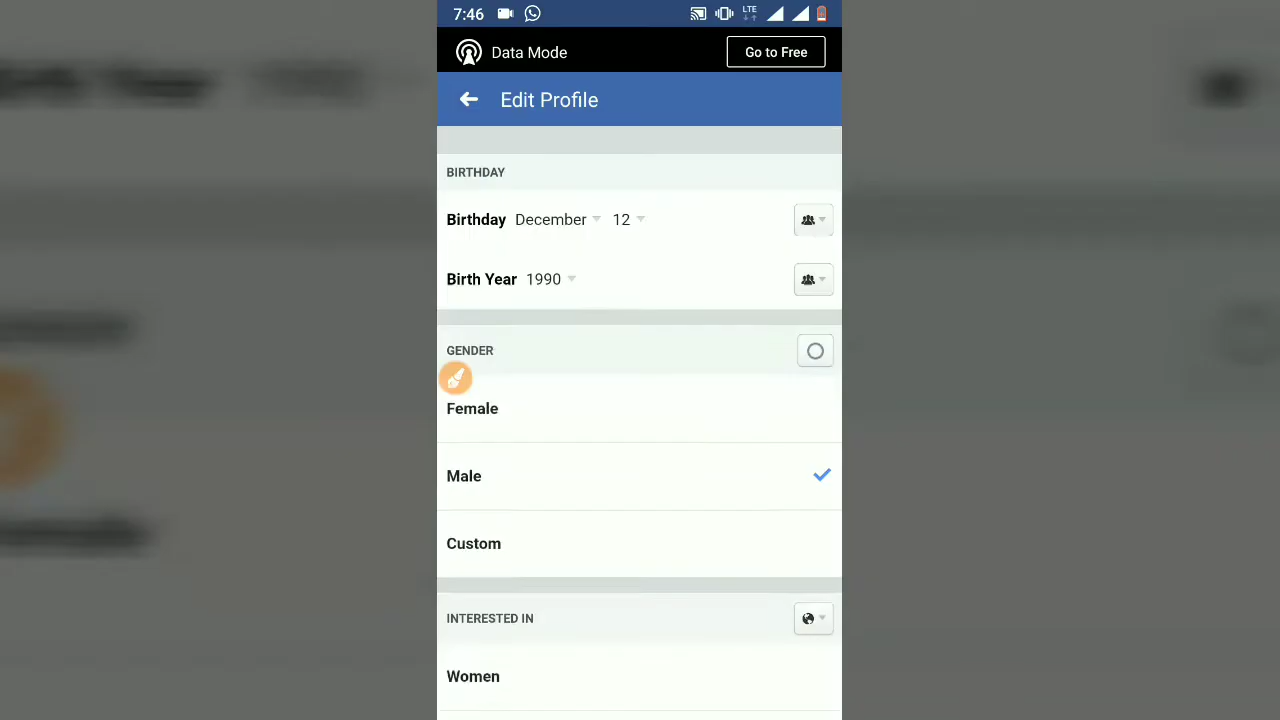 7:46 LTE
Data Mode Go to Free
Edit Profile
BIRTHDAY
Birthday December 12
Birth Year 1990
GENDER
Female
Male
Custom
INTERESTED IN
Women